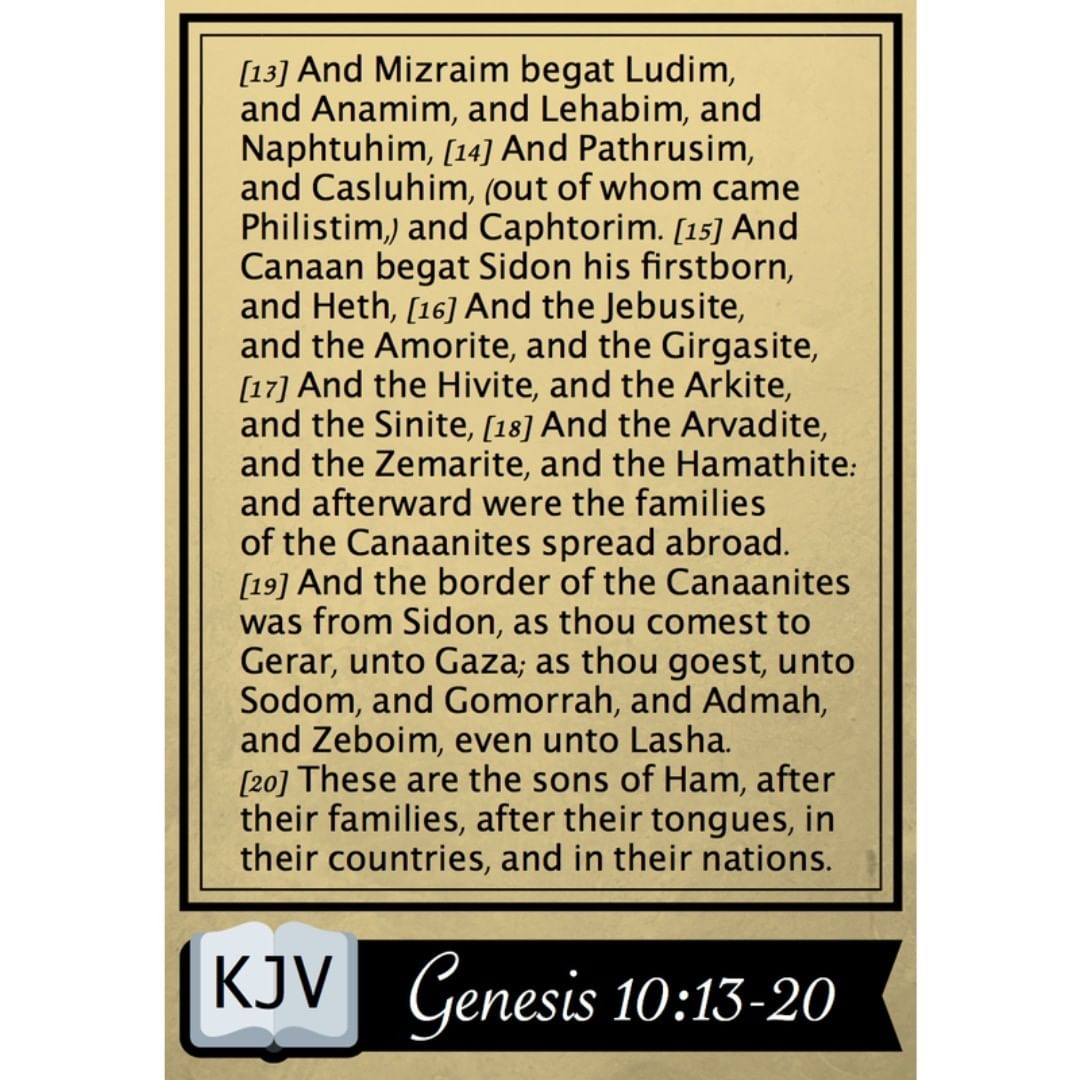 [13] And Mizraim begat Ludim,
and Anamim, and Lehabim, and
Naphtuhim, [14] And Pathrusim,
and Casluhim, (out of whom came
Philistim,) and Caphtorim. [15] And
Canaan begat Sidon his firstborn,
and Heth, [16] And the Jebusite,
and the Amorite, and the Girgasite,
[17] And the Hivite, and the Arkite,
and the Sinite, [18] And the Arvadite,
and the Zemarite, and the Hamathite:
and afterward were the families
of the Canaanites spread abroad.
[19] And the border of the Canaanites
was from Sidon, as thou comest to
Gerar, unto Gaza; as thou goest, unto
Sodom, and Gomorrah, and Admah,
and Zeboim, even unto Lasha.
[20] These are the sons of Ham, after
their families, after their tongues, in
their countries, and in their nations.
KJV
Genesis 10:13-20